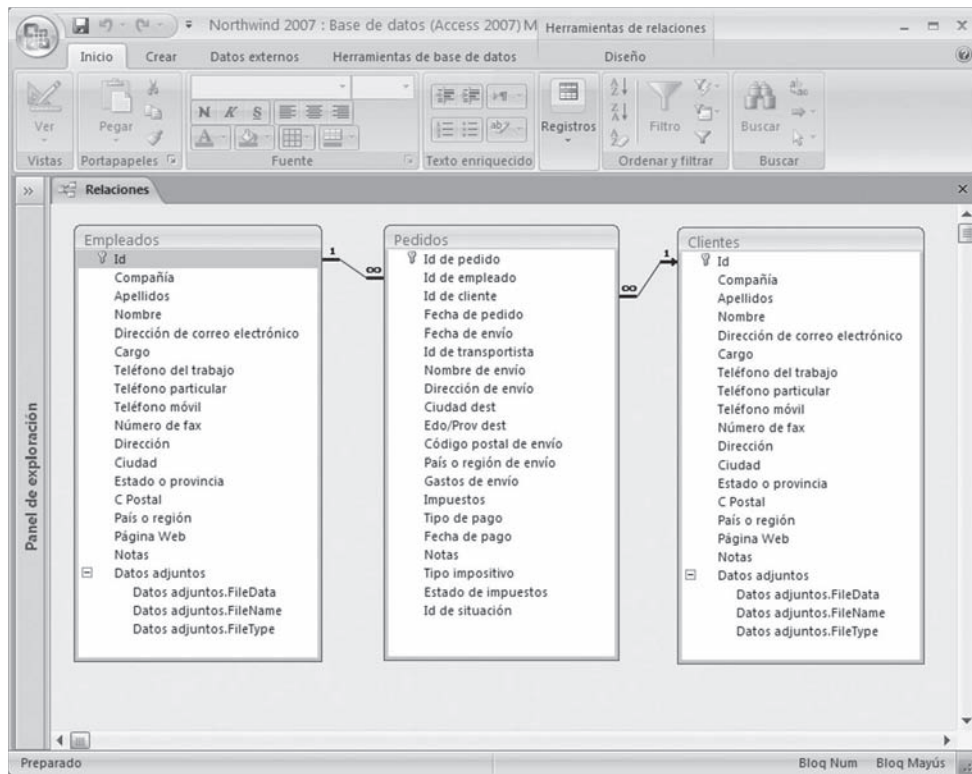 Northwind 2007 : Base de datos (Access 2007) M
Herramientas de relaciones
Inicio
Crear
Datos externos
Herramientas de base de datos
Diseño
Ver
Pegar
N K S
Registros
Filtro
Buscar
Vistas
Portapapeles
Fuente
Texto enriquecido
Ordenar y filtrar
Buscar
Relaciones
Panel de exploración
Empleados
Id
Compañía
Apellidos
Nombre
Dirección de correo electrónico
Cargo
Teléfono del trabajo
Teléfono particular
Teléfono móvil
Número de fax
Dirección
Ciudad
Estado o provincia
C Postal
País o región
Página Web
Notas
Datos adjuntos
Datos adjuntos.FileData
Datos adjuntos.FileName
Datos adjuntos.FileType
1
∞
Pedidos
Id de pedido
Id de empleado
Id de cliente
Fecha de pedido
Fecha de envío
Id de transportista
Nombre de envío
Dirección de envío
Ciudad dest
Edo/Prov dest
Código postal de envío
País o región de envío
Gastos de envío
Impuestos
Tipo de pago
Fecha de pago
Notas
Tipo impositivo
Estado de impuestos
Id de situación
∞
1
Clientes
Id
Compañía
Apellidos
Nombre
Dirección de correo electrónico
Cargo
Teléfono del trabajo
Teléfono particular
Teléfono móvil
Número de fax
Dirección
Ciudad
Estado o provincia
C Postal
País o región
Página Web
Notas
Datos adjuntos
Datos adjuntos.FileData
Datos adjuntos.FileName
Datos adjuntos.FileType
Preparado
Bloq Num
Bloq Mayús